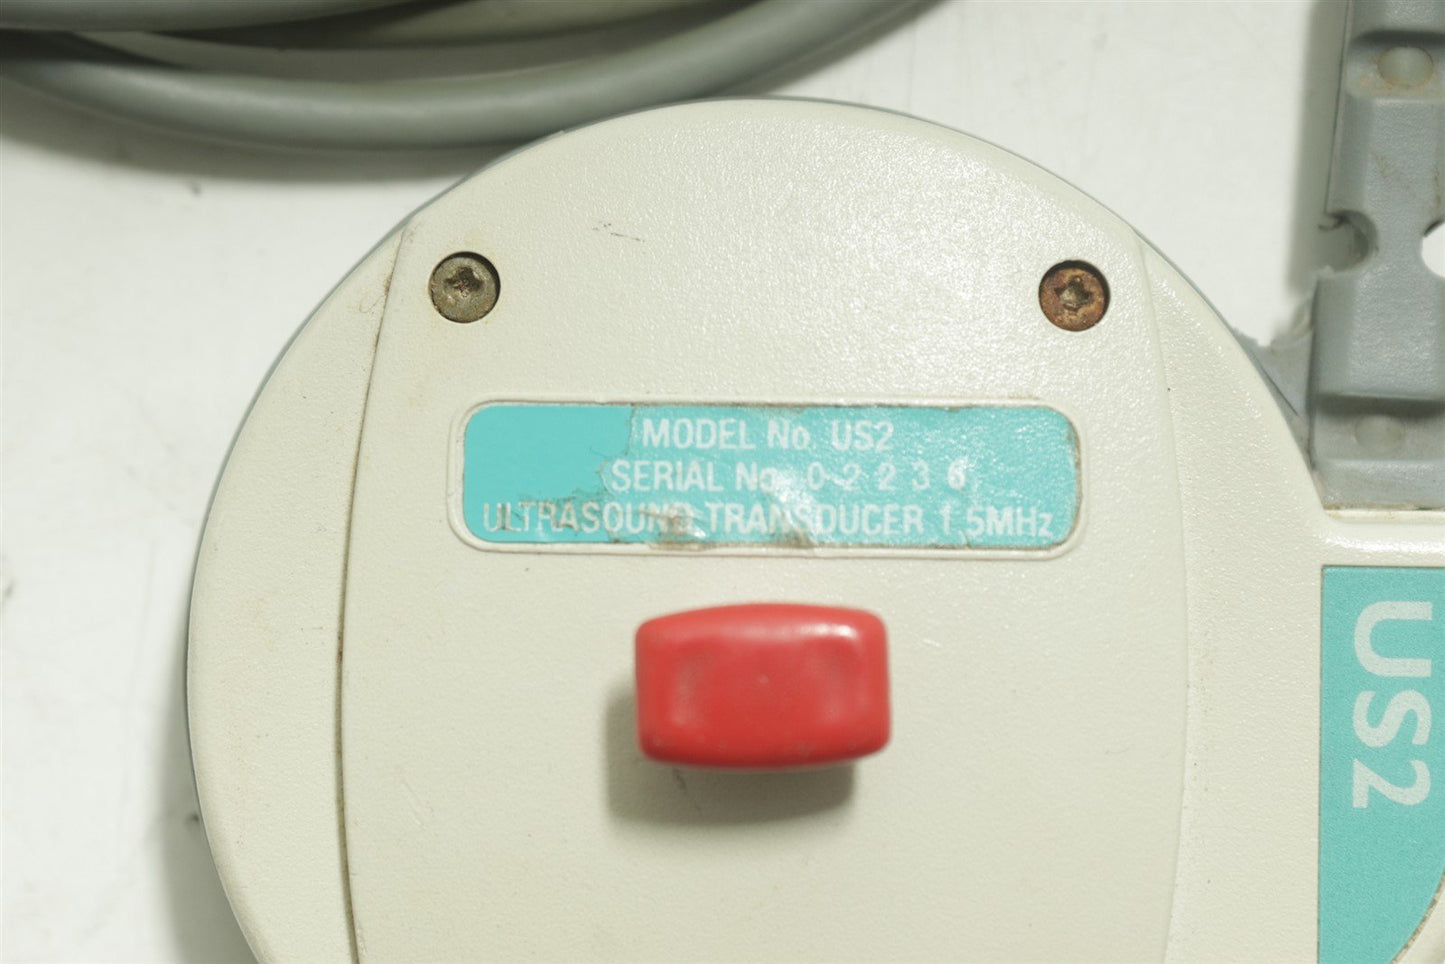 MODEL No. US2
SERIAL No. 0-2 2 3 6
ULTRASOUND TRANSDUCER 1.5MHz
US2